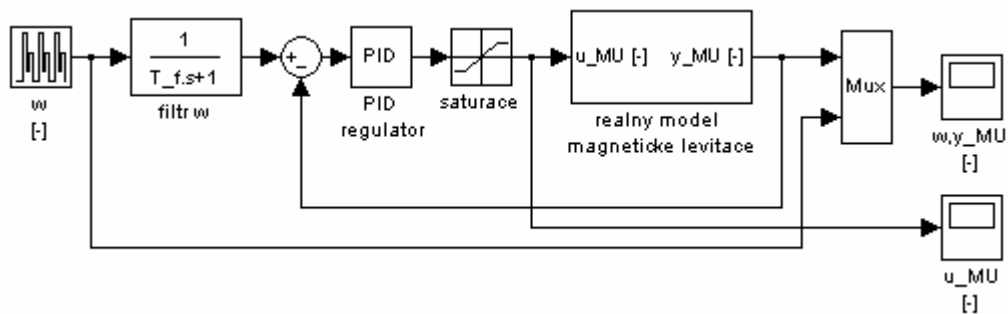 w
[-]
1
T_f.s+1
filtr w
+
-
PID
PID
regulator
saturace
u_MU [-] y_MU [-]
realny model
magneticke levitace
Mux
w,y_MU
[-]
u_MU
[-]